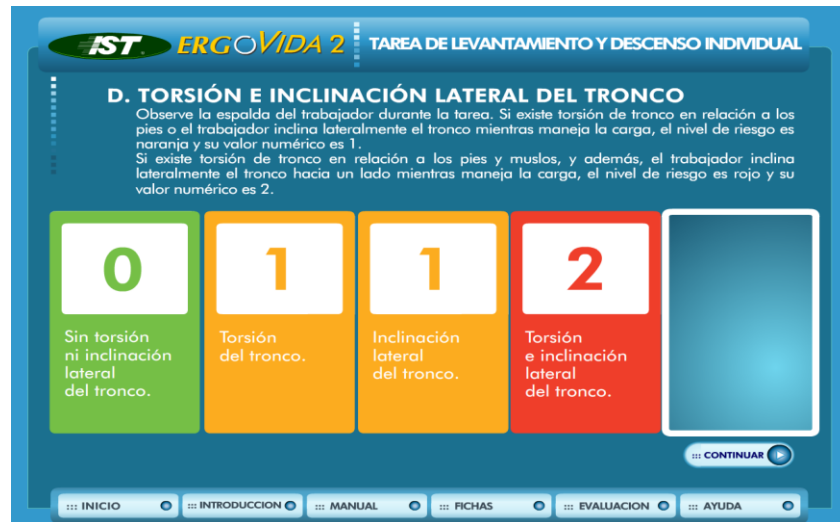 IST. ERGOVIDA 2 TAREA DE LEVANTAMIENTO Y DESCENSO INDIVIDUAL
D. TORSIÓN E INCLINACIÓN LATERAL DEL TRONCO
Observe la espalda del trabajador durante la tarea. Si existe torsión de tronco en relación a los
pies o el trabajador inclina lateralmente el tronco mientras maneja la carga, el nivel de riesgo es
naranja y su valor numérico es 1.
Si existe torsión de tronco en relación a los pies y muslos, y además, el trabajador inclina
lateralmente el tronco hacia un lado mientras maneja la carga, el nivel de riesgo es rojo y su
valor numérico es 2.
0
Sin torsión
ni inclinación
lateral
del tronco.
1
Torsión
del tronco.
1
Inclinación
lateral
del tronco.
2
Torsión
e inclinación
lateral
del tronco.
::: CONTINUAR
::: INICIO ::: INTRODUCCION ::: MANUAL ::: FICHAS ::: EVALUACION ::: AYUDA